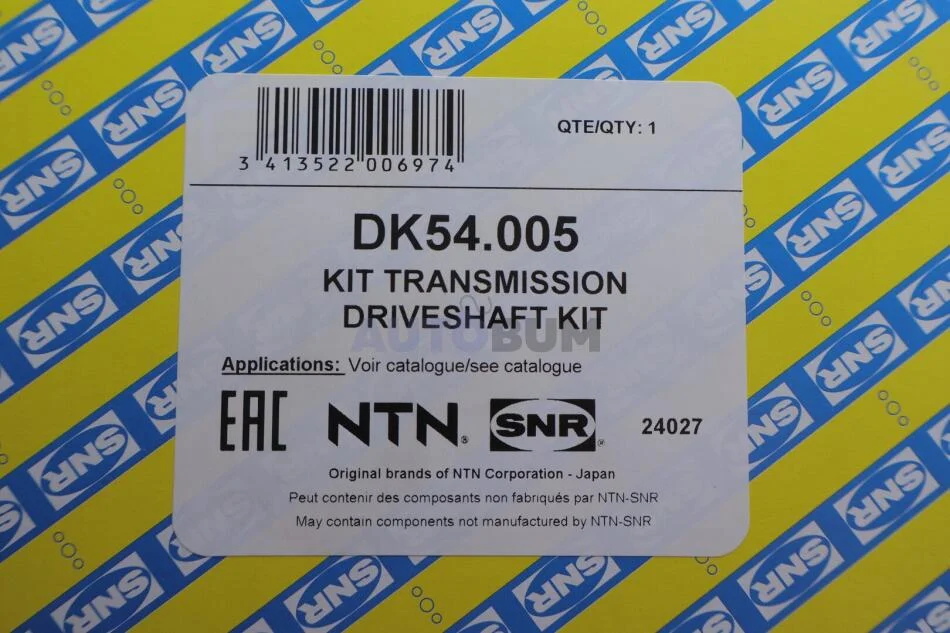 QTE/QTY: 1
3 413522 006974
DK54.005
KIT TRANSMISSION
DRIVESHAFT KIT
AUTOBUM
Applications: Voir catalogue/see catalogue
EAC NTN® SNR® 24027
Original brands of NTN Corporation - Japan
Peut contenir des composants non fabriqués par NTN-SNR
May contain components not manufactured by NTN-SNR
SNR